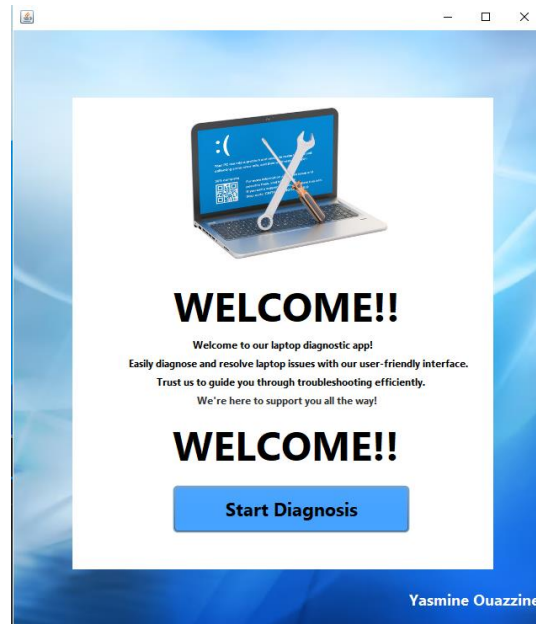 :(
WELCOME!!
Welcome to our laptop diagnostic app!
Easily diagnose and resolve laptop issues with our user-friendly interface.
Trust us to guide you through troubleshooting efficiently.
We're here to support you all the way!
WELCOME!!
Start Diagnosis
Yasmine Ouazzine